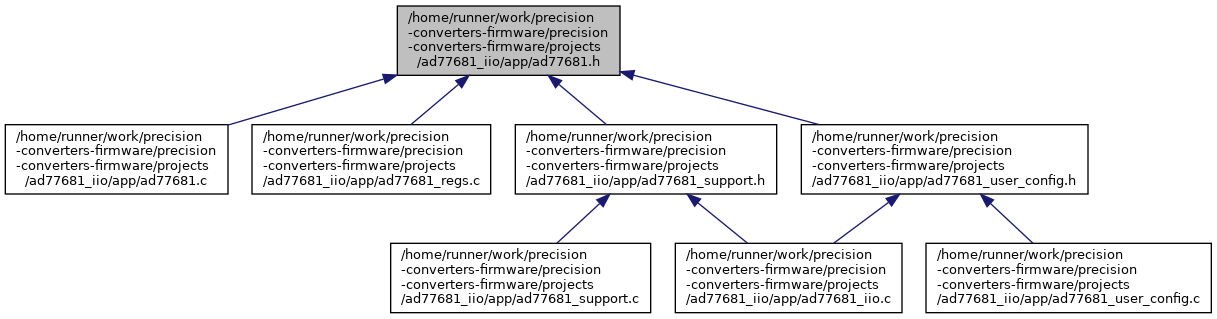 /home/runner/work/precision
-converters-firmware/precision
-converters-firmware/projects
/ad77681_iio/app/ad77681.h
/home/runner/work/precision
-converters-firmware/precision
-converters-firmware/projects
/ad77681_iio/app/ad77681.c
/home/runner/work/precision
-converters-firmware/precision
-converters-firmware/projects
/ad77681_iio/app/ad77681_regs.c
/home/runner/work/precision
-converters-firmware/precision
-converters-firmware/projects
/ad77681_iio/app/ad77681_support.h
/home/runner/work/precision
-converters-firmware/precision
-converters-firmware/projects
/ad77681_iio/app/ad77681_user_config.h
/home/runner/work/precision
-converters-firmware/precision
-converters-firmware/projects
/ad77681_iio/app/ad77681_support.c
/home/runner/work/precision
-converters-firmware/precision
-converters-firmware/projects
/ad77681_iio/app/ad77681_iio.c
/home/runner/work/precision
-converters-firmware/precision
-converters-firmware/projects
/ad77681_iio/app/ad77681_user_config.c